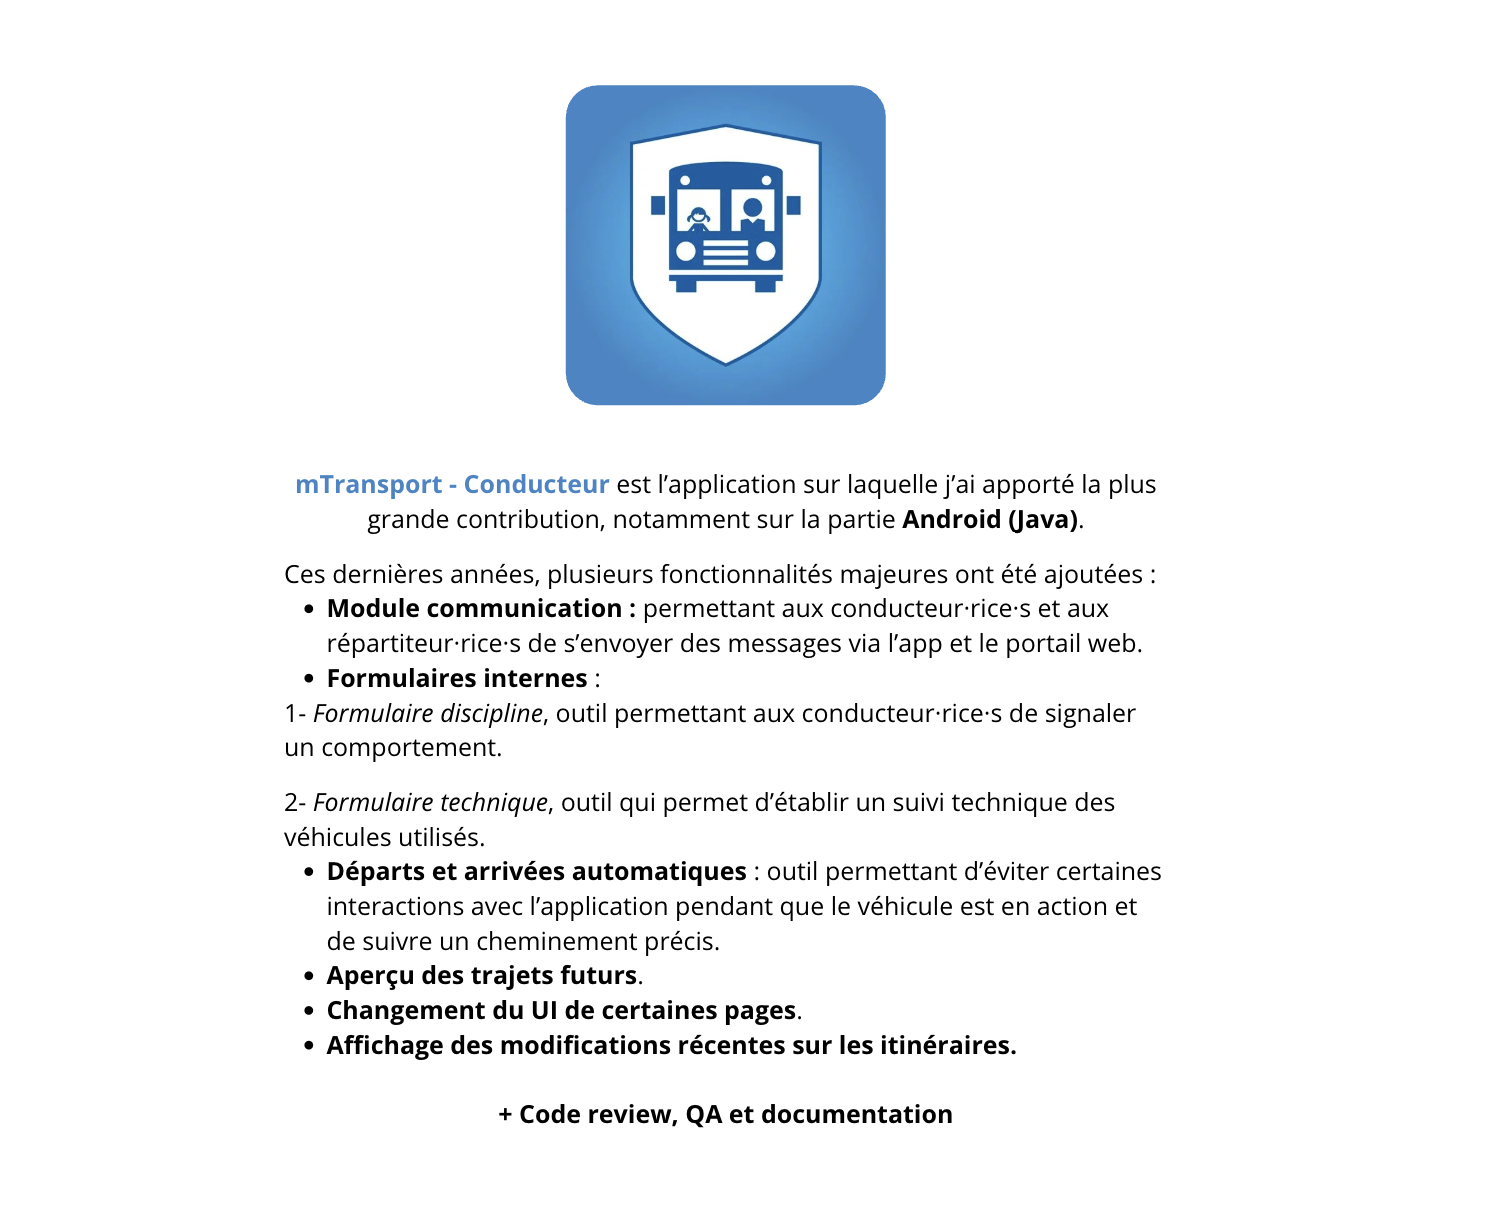 mTransport - Conducteur est l’application sur laquelle j’ai apporté la plus
grande contribution, notamment sur la partie Android (Java).
Ces dernières années, plusieurs fonctionnalités majeures ont été ajoutées :
• Module communication : permettant aux conducteur·rice·s et aux
répartiteur·rice·s de s’envoyer des messages via l’app et le portail web.
• Formulaires internes :
1- Formulaire discipline, outil permettant aux conducteur·rice·s de signaler
un comportement.
2- Formulaire technique, outil qui permet d’établir un suivi technique des
véhicules utilisés.
• Départs et arrivées automatiques : outil permettant d’éviter certaines
interactions avec l’application pendant que le véhicule est en action et
de suivre un cheminement précis.
• Aperçu des trajets futurs.
• Changement du UI de certaines pages.
• Affichage des modifications récentes sur les itinéraires.
+ Code review, QA et documentation